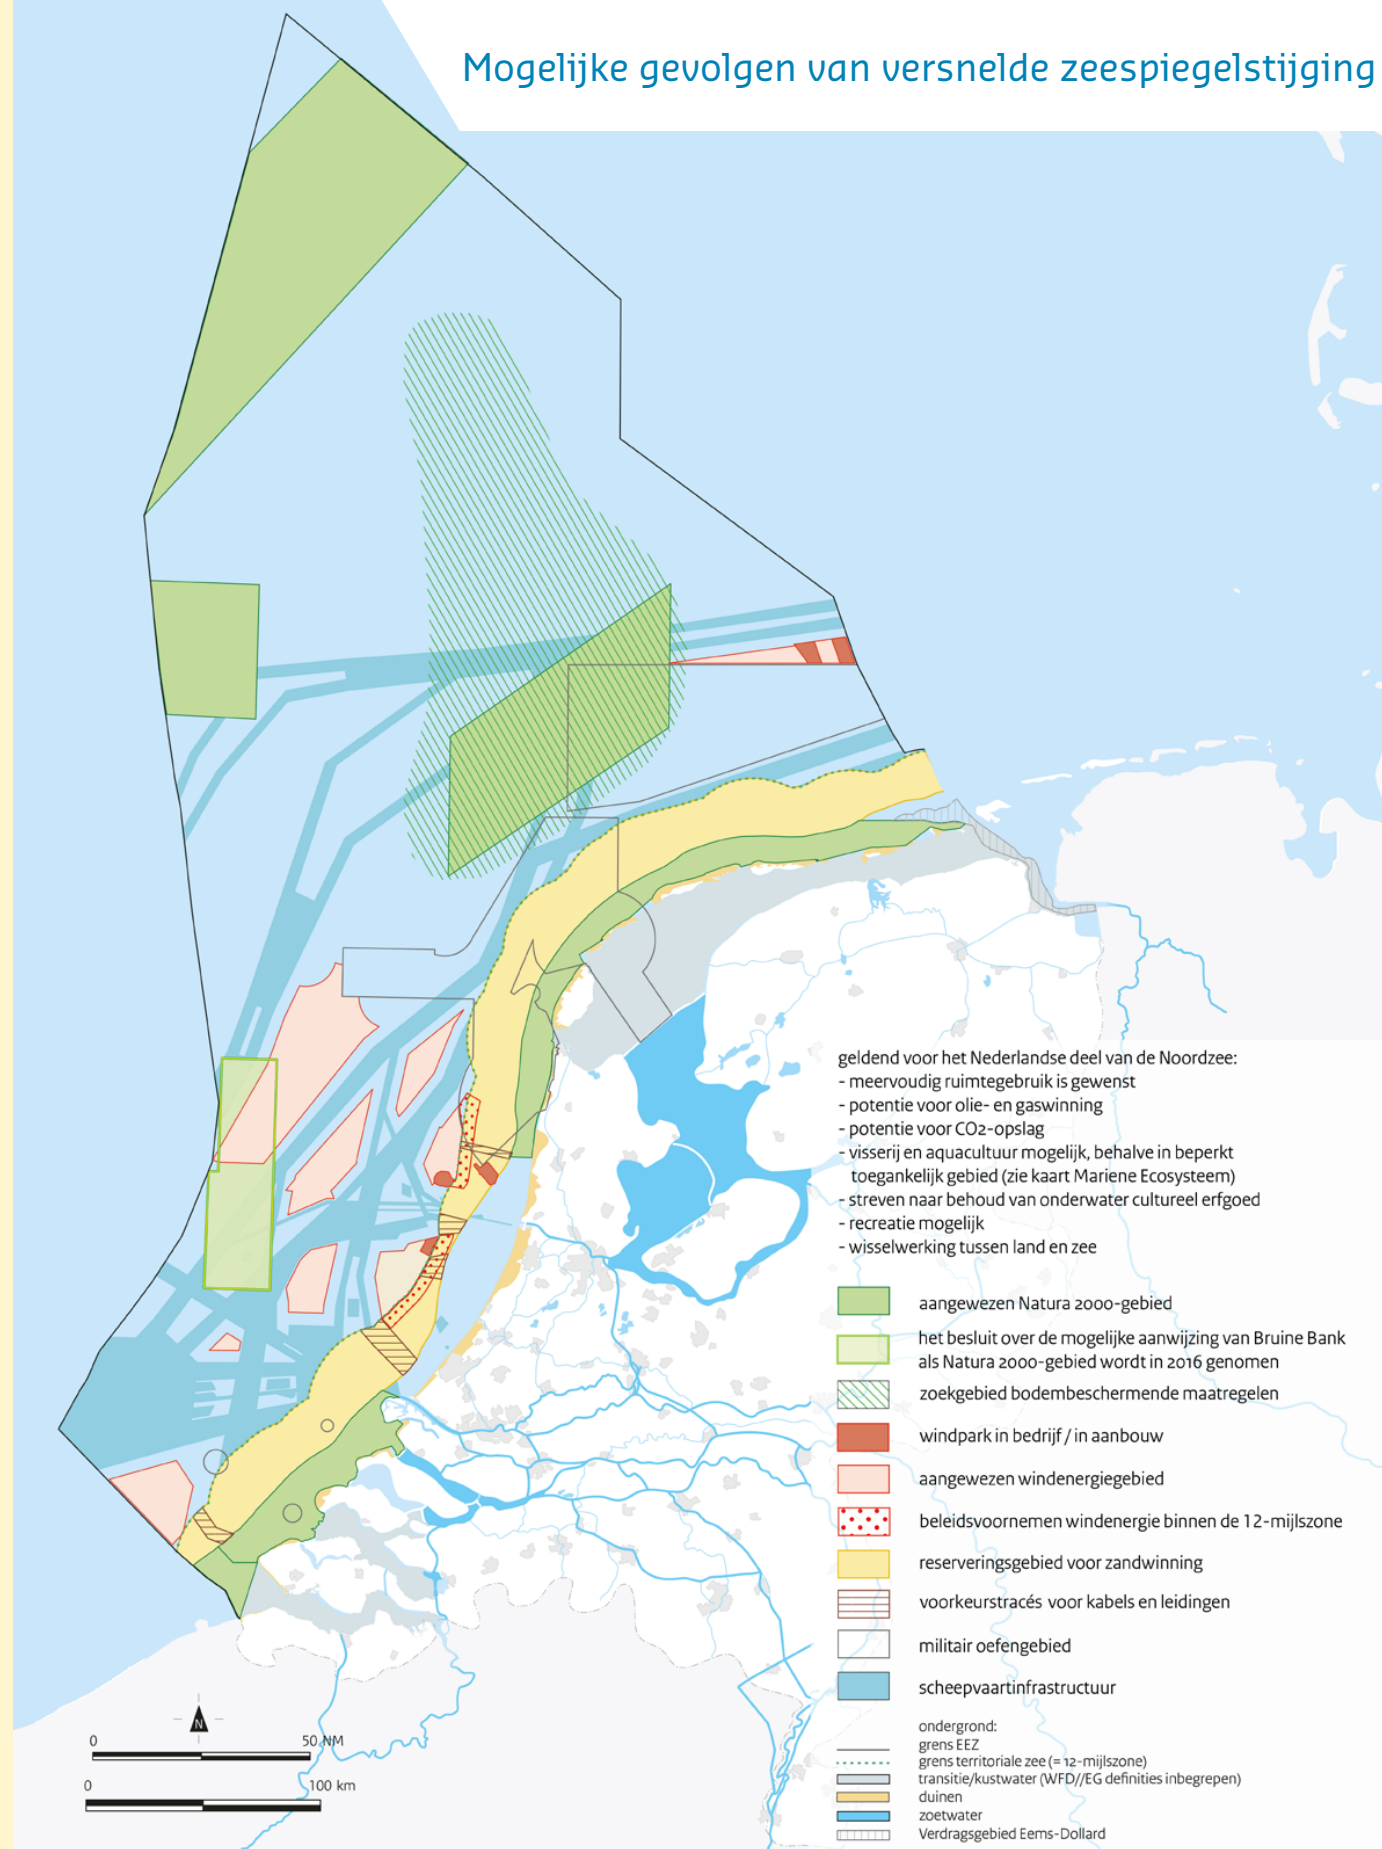 Mogelijke gevolgen van versnelde zeespiegelstijging
geldend voor het Nederlandse deel van de Noordzee:
- meervoudig ruimtegebruik is gewenst
- potentie voor olie- en gaswinning
- potentie voor CO2-opslag
- visserij en aquacultuur mogelijk, behalve in beperkt
toegankelijk gebied (zie kaart Mariene Ecosysteem)
- streven naar behoud van onderwater cultureel erfgoed
- recreatie mogelijk
- wisselwerking tussen land en zee
aangewezen Natura 2000-gebied
het besluit over de mogelijke aanwijzing van Bruine Bank
als Natura 2000-gebied wordt in 2016 genomen
zoekgebied bodembeschermende maatregelen
windpark in bedrijf / in aanbouw
aangewezen windenergiegebied
beleidsvoornemen windenergie binnen de 12-mijlszone
reserveringsgebied voor zandwinning
voorkeurstracés voor kabels en leidingen
militair oefengebied
scheepvaartinfrastructuur
ondergrond:
grens EEZ
grens territoriale zee (= 12-mijlszone)
transitie/kustwater (WFD//EG definities inbegrepen)
duinen
zoetwater
Verdragsgebied Eems-Dollard
N
0 50 NM
0 100 km